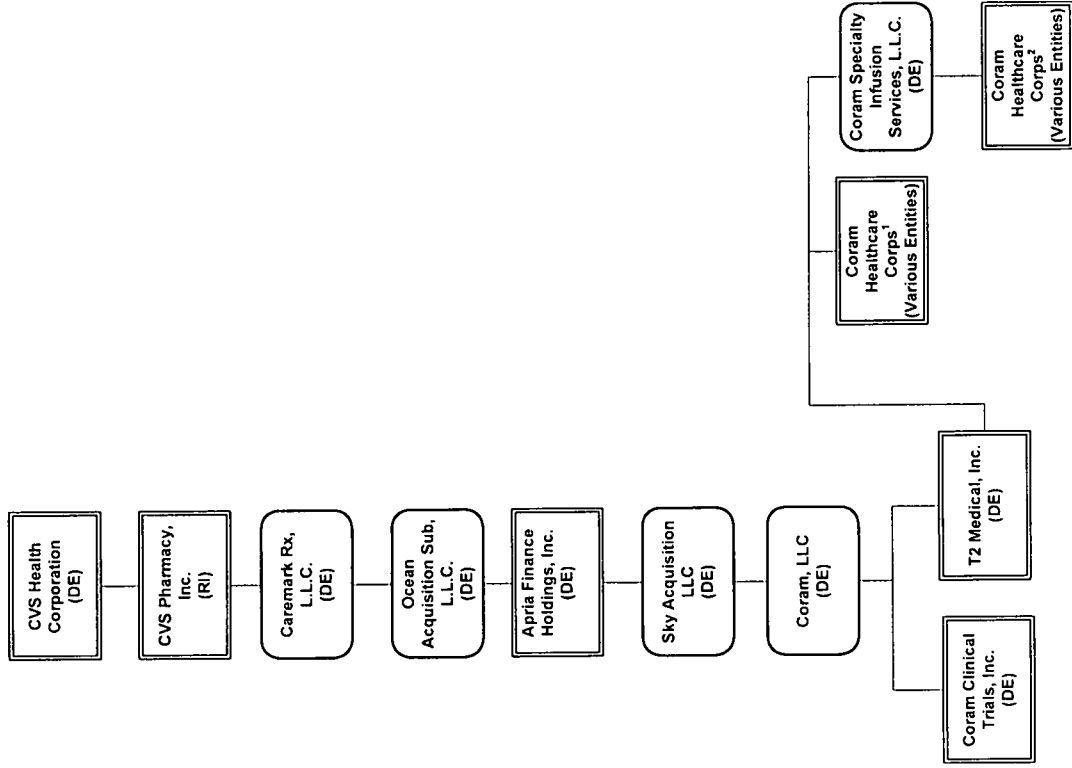 CVS Health
Corporation
(DE)
CVS Pharmacy,
Inc.
(RI)
Caremark Rx,
L.L.C.
(DE)
Ocean
Acquisition Sub,
L.L.C.
(DE)
Apria Finance
Holdings, Inc.
(DE)
Sky Acquisition
LLC
(DE)
Coram, LLC
(DE)
Coram Clinical
Trials, Inc.
(DE)
T2 Medical, Inc.
(DE)
Coram
Healthcare
Corps¹
(Various Entities)
Coram Specialty
Infusion
Services, L.L.C.
(DE)
Coram
Healthcare
Corps²
(Various Entities)